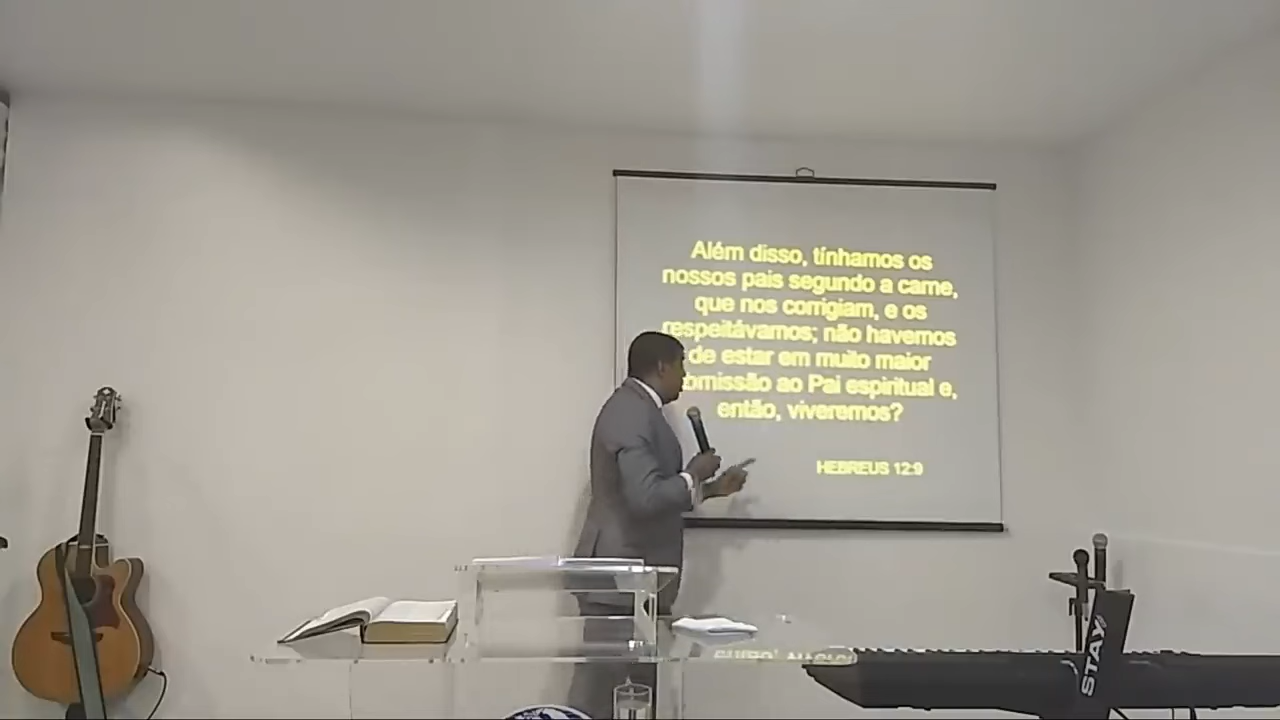 Além disso, tínhamos os
nossos pais segundo a carne,
que nos corrigiam, e os
respeitávamos; não havemos
de estar em muito maior
bmissão ao Pai espiritual e,
então, viveremos?
HEBREUS 12:9
STAY